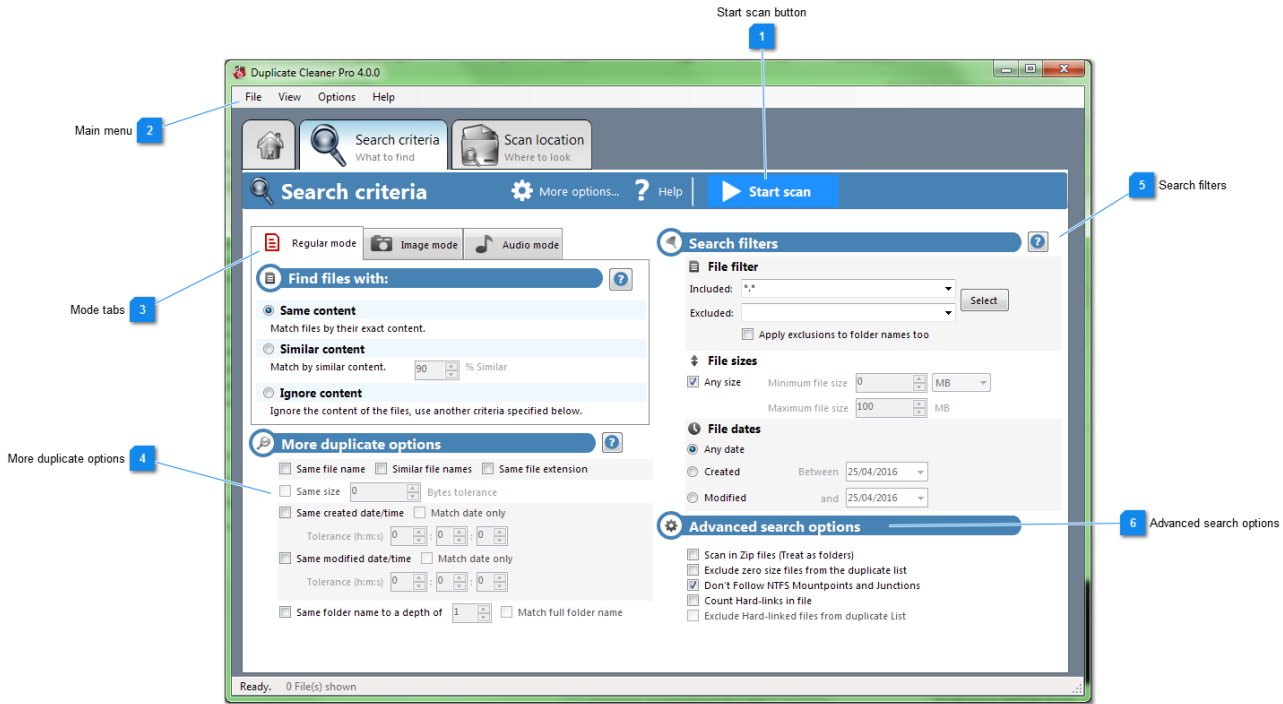 Start scan button
1
Duplicate Cleaner Pro 4.0.0
File View Options Help
Main menu 2
Search criteria
What to find
Scan location
Where to look
Search criteria More options... ? Help Start scan
5 Search filters
Regular mode Image mode Audio mode
Find files with: ?
Mode tabs 3
Same content
Match files by their exact content.
Similar content
Match by similar content. 90 % Similar
Ignore content
Ignore the content of the files, use another criteria specified below.
More duplicate options ?
More duplicate options 4
Same file name Similar file names Same file extension
Same size 0 Bytes tolerance
Same created date/time Match date only
Tolerance (h:m:s) 0 : 0 : 0
Same modified date/time Match date only
Tolerance (h:m:s) 0 : 0 : 0
Same folder name to a depth of 1 Match full folder name
Search filters ?
File filter
Included: *.*
Select
Excluded:
Apply exclusions to folder names too
File sizes
Any size Minimum file size 0 MB
Maximum file size 100 MB
File dates
Any date
Created Between 25/04/2016
Modified and 25/04/2016
Advanced search options
6 Advanced search options
Scan in Zip files (Treat as folders)
Exclude zero size files from the duplicate list
Don't Follow NTFS Mountpoints and Junctions
Count Hard-links in file
Exclude Hard-linked files from duplicate List
Ready. 0 File(s) shown